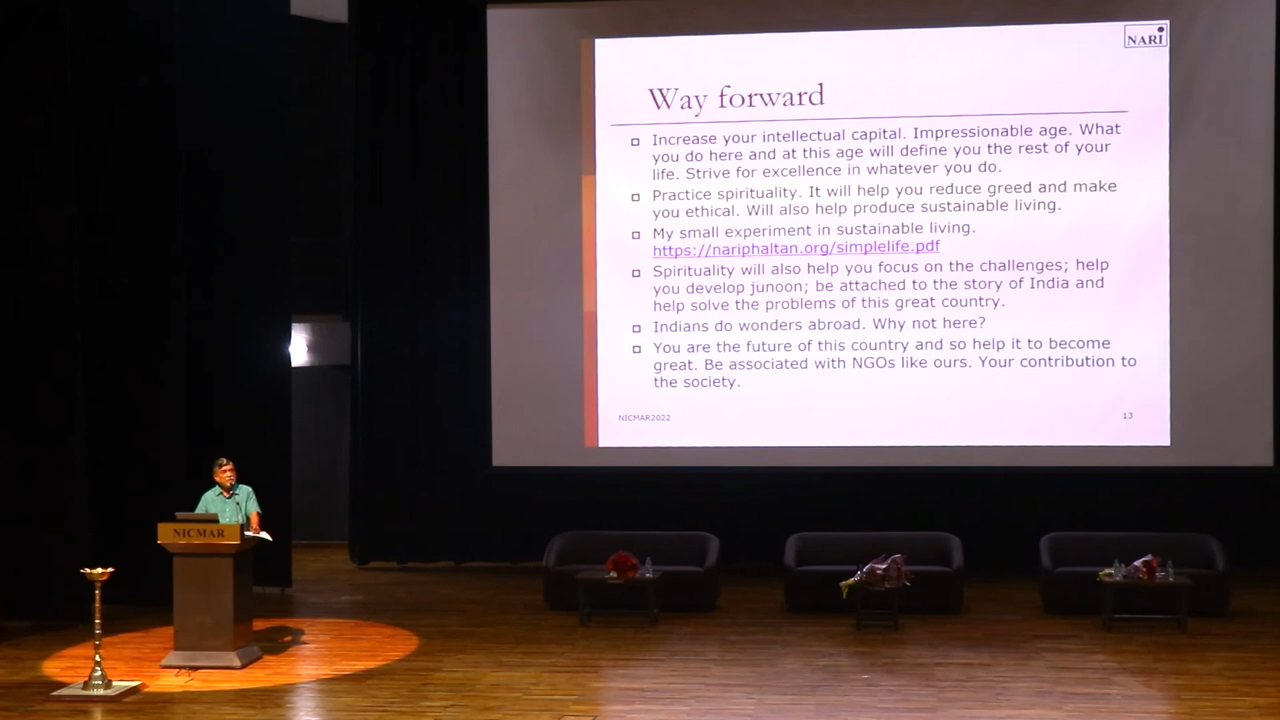 NARI
Way forward
Increase your intellectual capital. Impressionable age. What
you do here and at this age will define you the rest of your
life. Strive for excellence in whatever you do.
Practice spirituality. It will help you reduce greed and make
you ethical. Will also help produce sustainable living.
My small experiment in sustainable living.
https://nariphaltan.org/simplelife.pdf
Spirituality will also help you focus on the challenges; help
you develop junoon; be attached to the story of India and
help solve the problems of this great country.
Indians do wonders abroad. Why not here?
You are the future of this country and so help it to become
great. Be associated with NGOs like ours. Your contribution to
the society.
NICMAR2022
13
NICMAR